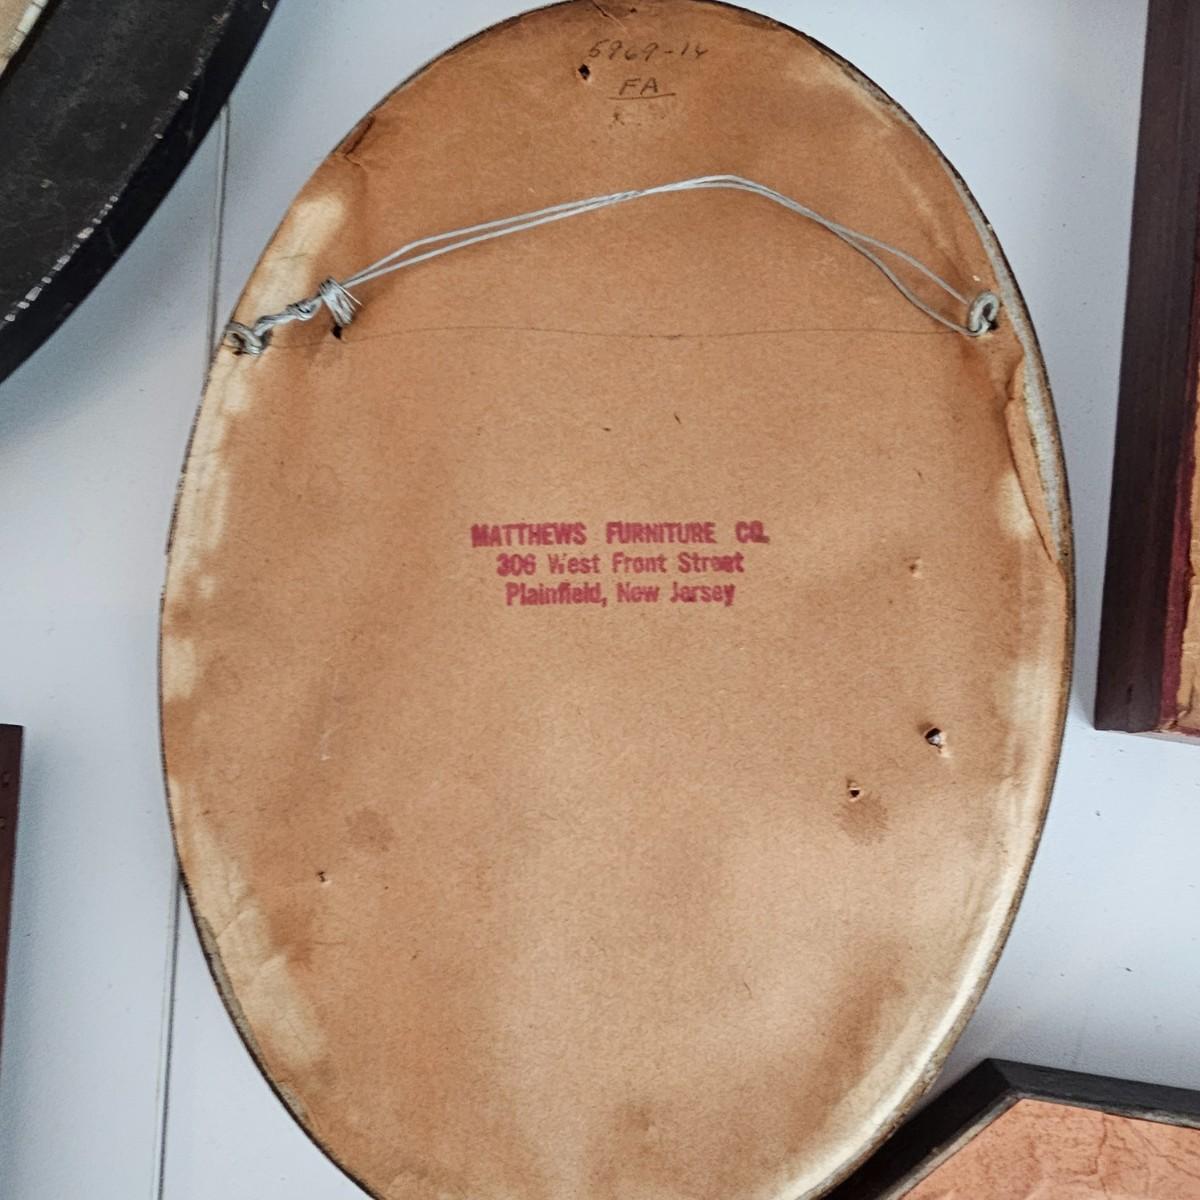 5969-14
FA
MATTHEWS FURNITURE CO.
306 West Front Street
Plainfield, New Jersey